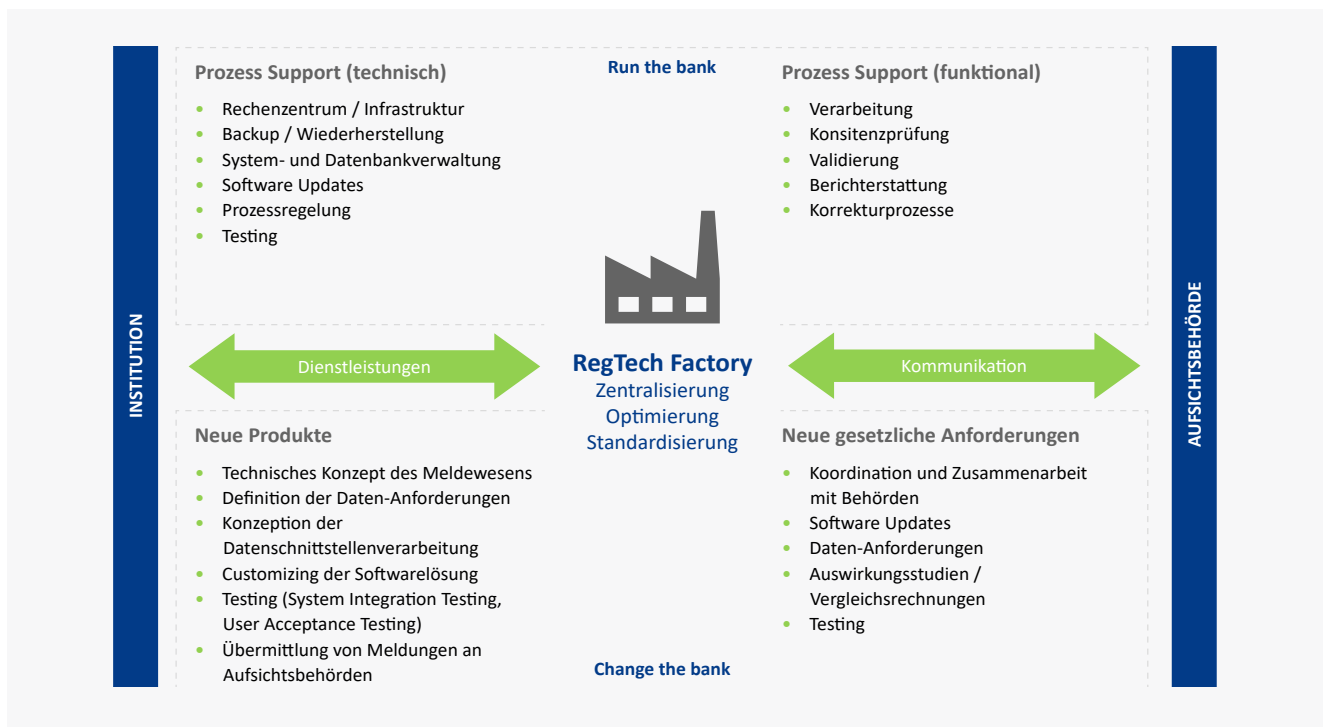 INSTITUTION
Prozess Support (technisch)
• Rechenzentrum / Infrastruktur
• Backup / Wiederherstellung
• System- und Datenbankverwaltung
• Software Updates
• Prozessregelung
• Testing
Run the bank
Prozess Support (funktional)
• Verarbeitung
• Konsitenzprüfung
• Validierung
• Berichterstattung
• Korrekturprozesse
Dienstleistungen
RegTech Factory
Zentralisierung
Optimierung
Standardisierung
Kommunikation
Neue Produkte
• Technisches Konzept des Meldewesens
• Definition der Daten-Anforderungen
• Konzeption der
Datenschnittstellenverarbeitung
• Customizing der Softwarelösung
• Testing (System Integration Testing,
User Acceptance Testing)
• Übermittlung von Meldungen an
Aufsichtsbehörden
Change the bank
Neue gesetzliche Anforderungen
• Koordination und Zusammenarbeit
mit Behörden
• Software Updates
• Daten-Anforderungen
• Auswirkungsstudien /
Vergleichsrechnungen
• Testing
AUFSICHTSBEHÖRDE